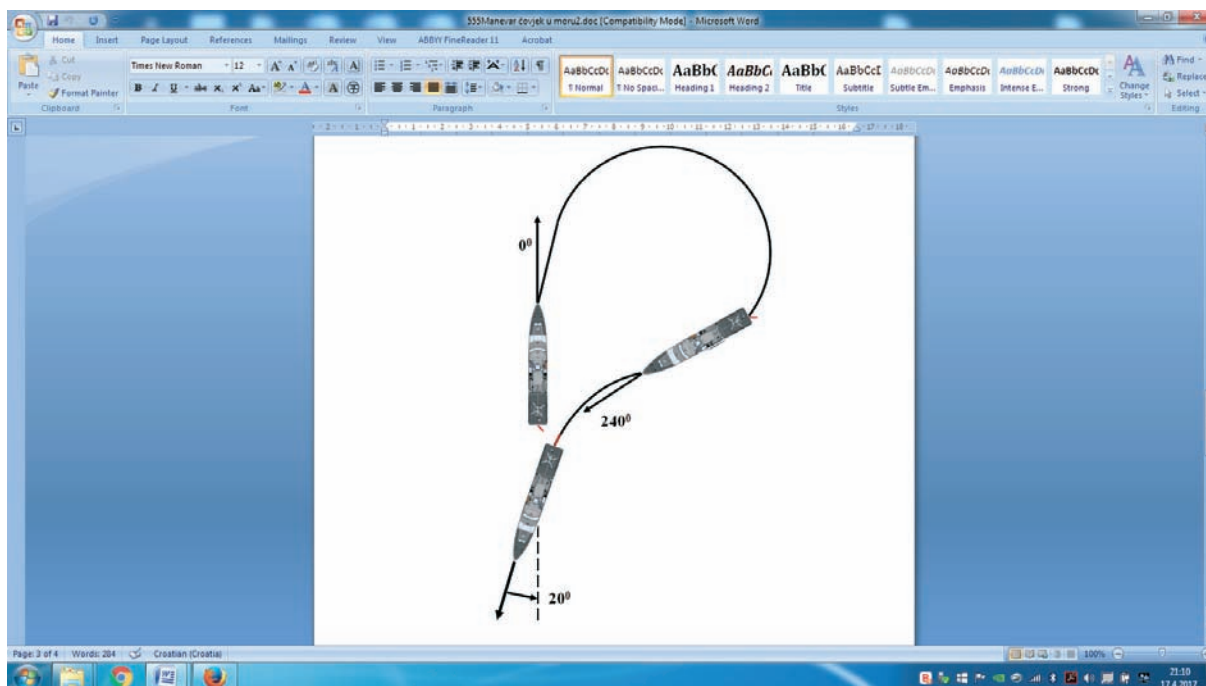 555Manevar čovjek u moru2.doc [Compatibility Mode] - Microsoft Word
Home Insert Page Layout References Mailings Review View ABBYY FineReader 11 Acrobat
Paste
Cut
Copy
Format Painter
Clipboard
Times New Roman 12
Font
Paragraph
AaBbCcDc AaBbCcDc AaBbC AaBbCc AaBbC AaBbCcI AaBbCcDc AaBbCcDc AaBbCcDc AaBbCcDc
¶ Normal ¶ No Spaci... Heading 1 Heading 2 Title Subtitle Subtle Em... Emphasis Intense E... Strong
Change Styles
Styles
Find
Replace
Select
Editing
0⁰
240⁰
20⁰
Page: 3 of 4 Words: 204 Croatian (Croatia) 100%
21:10
17.4.2017